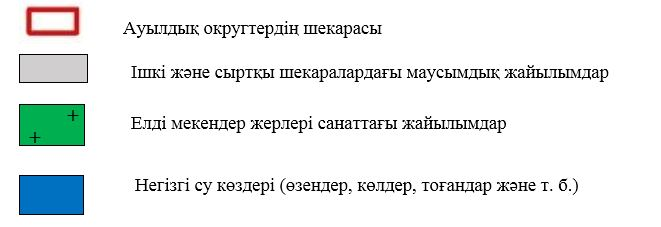 Ауылдық округтердің шекарасы
Ішкі және сыртқы шекаралардағы маусымдық жайылымдар
Елді мекендер жерлері санаттағы жайылымдар
Негізгі су көздері (өзендер, көлдер, тоғандар және т. б.)